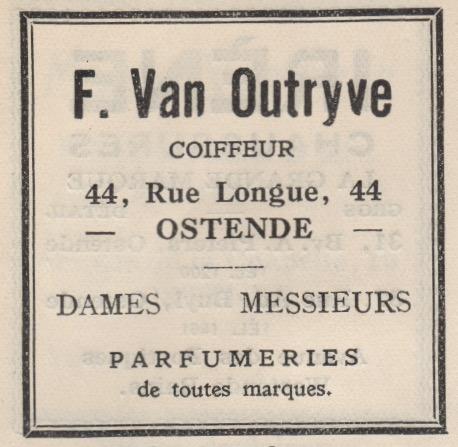 F. Van Outryve
COIFFEUR
44, Rue Longue, 44
— OSTENDE —
DAMES MESSIEURS
PARFUMERIES
de toutes marques.